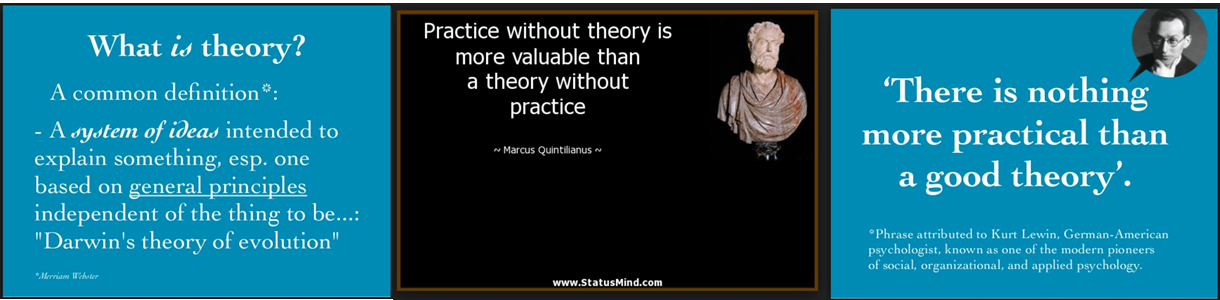 What is theory?
A common definition*:
- A system of ideas intended to
explain something, esp. one
based on general principles
independent of the thing to be...:
"Darwin's theory of evolution"
*Merriam Webster
Practice without theory is
more valuable than
a theory without
practice
~ Marcus Quintilianus ~
www.StatusMind.com
‘There is nothing
more practical than
a good theory’.
*Phrase attributed to Kurt Lewin, German-American
psychologist, known as one of the modern pioneers
of social, organizational, and applied psychology.